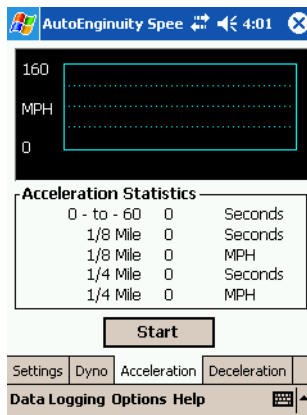 AutoEnginuity Spee 4:01
160
MPH
0
Acceleration Statistics
0 - to - 60 0 Seconds
1/8 Mile 0 Seconds
1/8 Mile 0 MPH
1/4 Mile 0 Seconds
1/4 Mile 0 MPH
Start
Settings Dyno Acceleration Deceleration
Data Logging Options Help